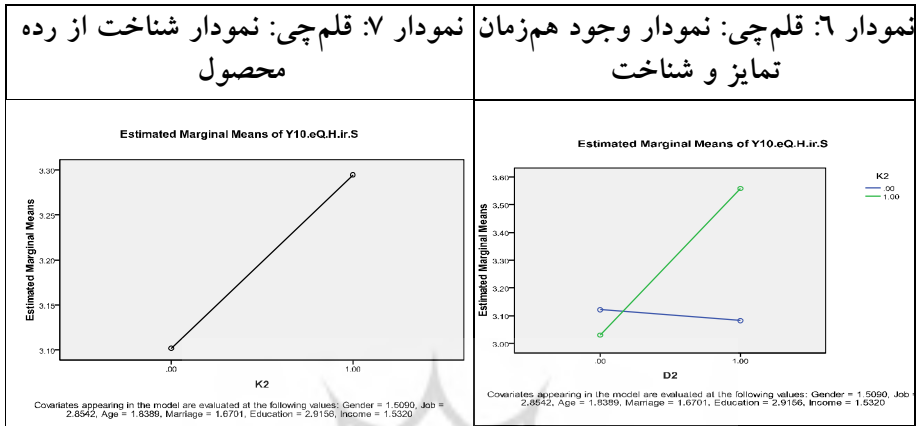 نمودار ٦: قلم‌چی: نمودار وجود هم‌زمان
تمایز و شناخت
نمودار ٧: قلم‌چی: نمودار شناخت از رده
محصول
Estimated Marginal Means of Y10.eQ.H.ir.S
K2
.00
1.00
Estimated Marginal Means
3.60
3.50
3.40
3.30
3.20
3.10
3.00
.00 1.00
D2
Covariates appearing in the model are evaluated at the following values: Gender = 1.5090, Job =
2.8542, Age = 1.8389, Marriage = 1.6701, Education = 2.9156, Income = 1.5320
Estimated Marginal Means of Y10.eQ.H.ir.S
Estimated Marginal Means
3.30
3.25
3.20
3.15
3.10
.00 1.00
K2
Covariates appearing in the model are evaluated at the following values: Gender = 1.5090, Job =
2.8542, Age = 1.8389, Marriage = 1.6701, Education = 2.9156, Income = 1.5320